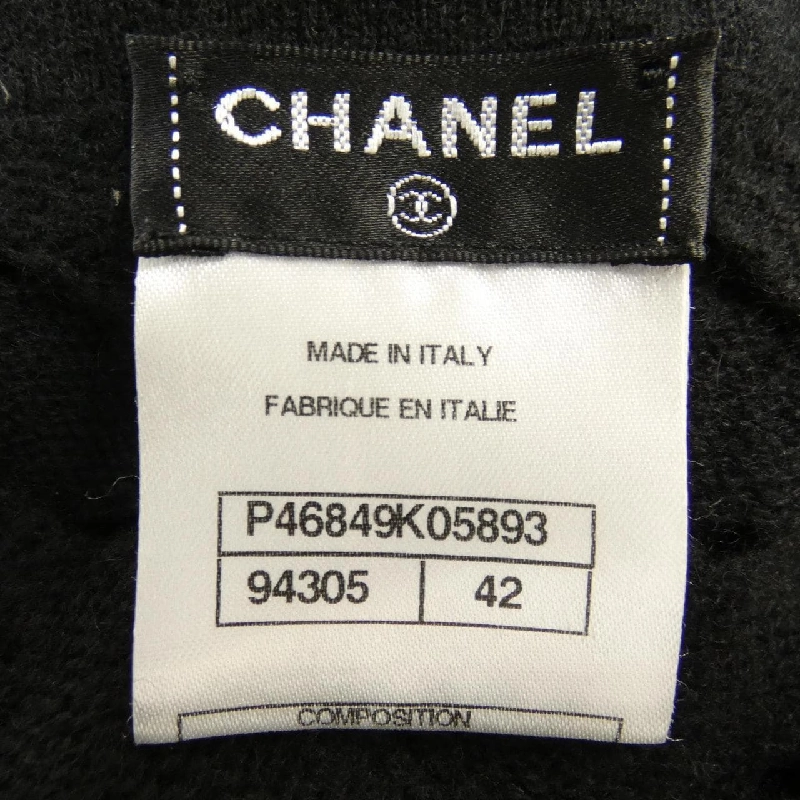 CHANEL
MADE IN ITALY
FABRIQUE EN ITALIE
P46849K05893
94305 42
COMPOSITION